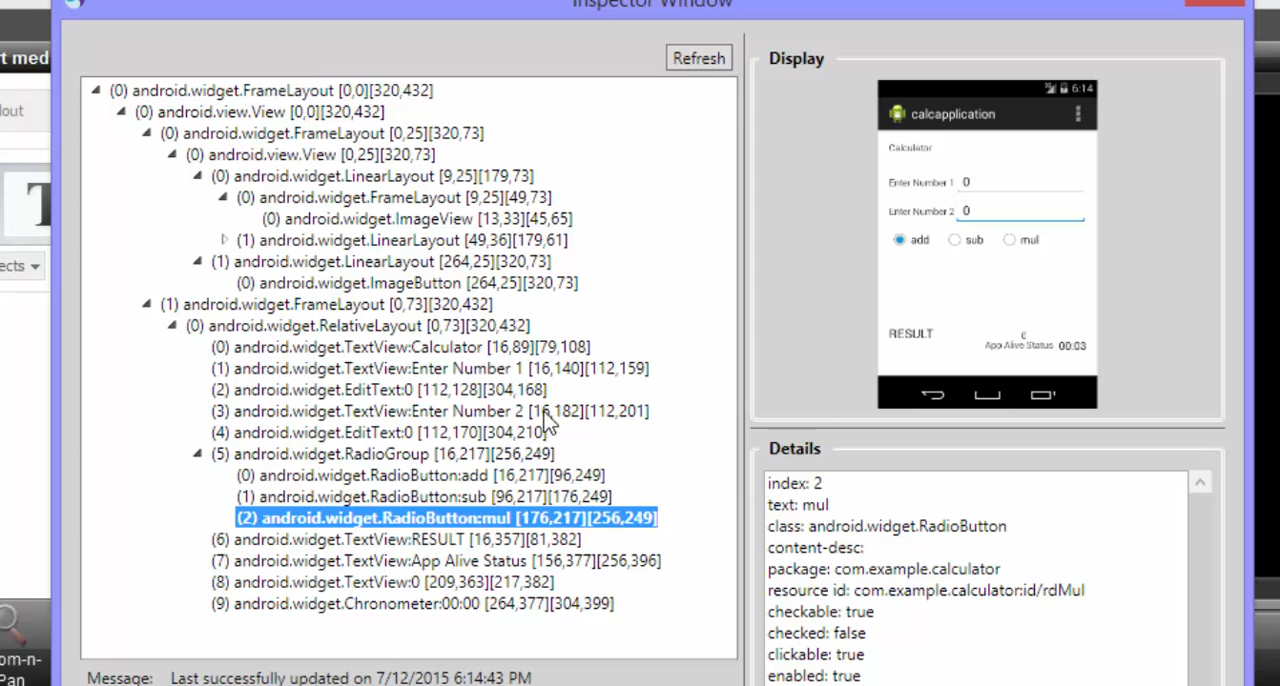 Inspector Window
rt med
lout
T
ects
om-n-
Pan
Refresh
(0) android.widget.FrameLayout [0,0][320,432]
(0) android.view.View [0,0][320,432]
(0) android.widget.FrameLayout [0,25][320,73]
(0) android.view.View [0,25][320,73]
(0) android.widget.LinearLayout [9,25][179,73]
(0) android.widget.FrameLayout [9,25][49,73]
(0) android.widget.ImageView [13,33][45,65]
(1) android.widget.LinearLayout [49,36][179,61]
(1) android.widget.LinearLayout [264,25][320,73]
(0) android.widget.ImageButton [264,25][320,73]
(1) android.widget.FrameLayout [0,73][320,432]
(0) android.widget.RelativeLayout [0,73][320,432]
(0) android.widget.TextView:Calculator [16,89][79,108]
(1) android.widget.TextView:Enter Number 1 [16,140][112,159]
(2) android.widget.EditText:0 [112,128][304,168]
(3) android.widget.TextView:Enter Number 2 [16,182][112,201]
(4) android.widget.EditText:0 [112,170][304,210]
(5) android.widget.RadioGroup [16,217][256,249]
(0) android.widget.RadioButton:add [16,217][96,249]
(1) android.widget.RadioButton:sub [96,217][176,249]
(2) android.widget.RadioButton:mul [176,217][256,249]
(6) android.widget.TextView:RESULT [16,357][81,382]
(7) android.widget.TextView:App Alive Status [156,377][256,396]
(8) android.widget.TextView:0 [209,363][217,382]
(9) android.widget.Chronometer:00:00 [264,377][304,399]
Message: Last successfully updated on 7/12/2015 6:14:43 PM
Display
6:14
calcapplication
Calculator
Enter Number 1 0
Enter Number 2 0
add sub mul
RESULT 0
App Alive Status 00:03
Details
index: 2
text: mul
class: android.widget.RadioButton
content-desc:
package: com.example.calculator
resource id: com.example.calculator:id/rdMul
checkable: true
checked: false
clickable: true
enabled: true